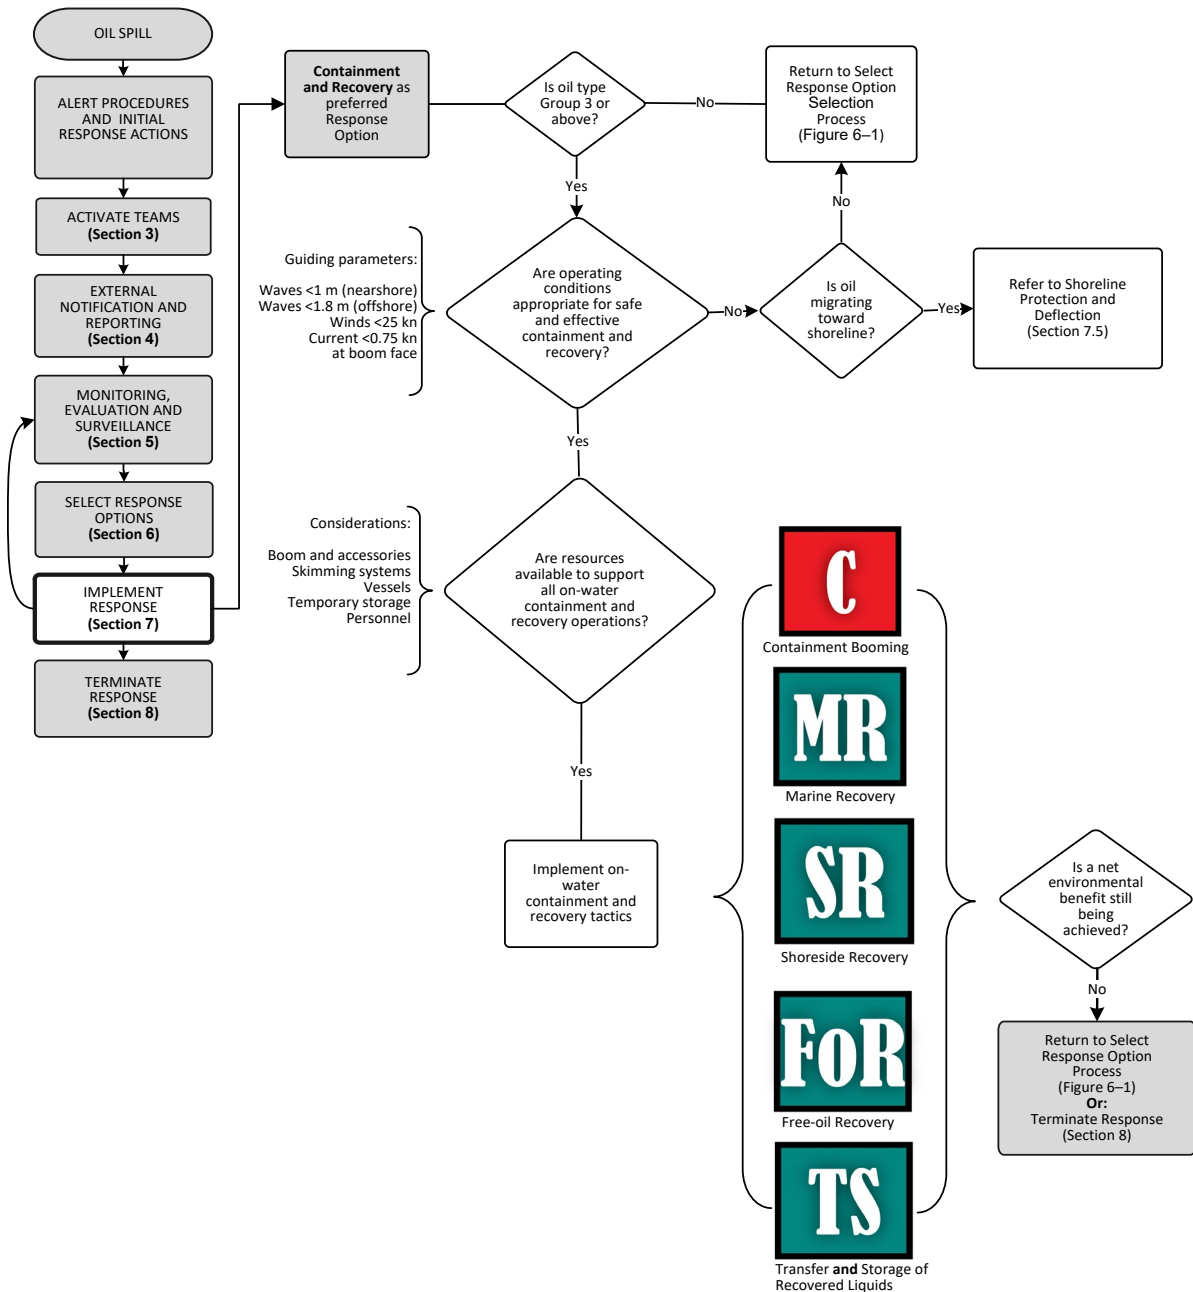 OIL SPILL
ALERT PROCEDURES
AND INITIAL
RESPONSE ACTIONS
ACTIVATE TEAMS
(Section 3)
EXTERNAL
NOTIFICATION AND
REPORTING
(Section 4)
MONITORING,
EVALUATION AND
SURVEILLANCE
(Section 5)
SELECT RESPONSE
OPTIONS
(Section 6)
IMPLEMENT
RESPONSE
(Section 7)
TERMINATE
RESPONSE
(Section 8)
Containment
and Recovery as
preferred
Response
Option
Is oil type
Group 3 or
above?
No
Return to Select
Response Option
Selection
Process
(Figure 6–1)
Yes
No
Guiding parameters:
Waves <1 m (nearshore)
Waves <1.8 m (offshore)
Winds <25 kn
Current <0.75 kn
at boom face
Are operating
conditions
appropriate for safe
and effective
containment and
recovery?
No
Is oil
migrating
toward
shoreline?
Yes
Refer to Shoreline
Protection and
Deflection
(Section 7.5)
Yes
Considerations:
Boom and accessories
Skimming systems
Vessels
Temporary storage
Personnel
Are resources
available to support
all on-water
containment and
recovery operations?
Yes
Implement on-
water
containment and
recovery tactics
C
Containment Booming
MR
Marine Recovery
SR
Shoreside Recovery
FoR
Free-oil Recovery
TS
Transfer and Storage of
Recovered Liquids
Is a net
environmental
benefit still
being
achieved?
No
Return to Select
Response Option
Process
(Figure 6–1)
Or:
Terminate Response
(Section 8)